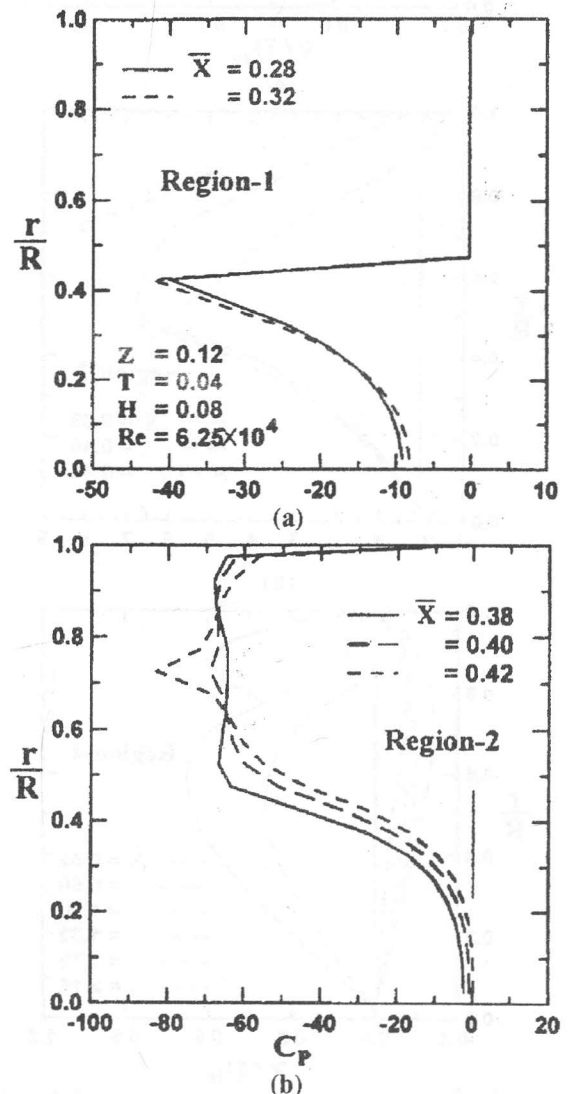 1.0
X̄ = 0.28
= 0.32
0.8
Region-1
0.6
r
R
0.4
Z = 0.12
T = 0.04
H = 0.08
Re = 6.25×10⁴
0.2
0.0
-50 -40 -30 -20 -10 0 10
(a)
1.0
X̄ = 0.38
= 0.40
= 0.42
0.8
Region-2
0.6
r
R
0.4
0.2
0.0
-100 -80 -60 -40 -20 0 20
C_P
(b)